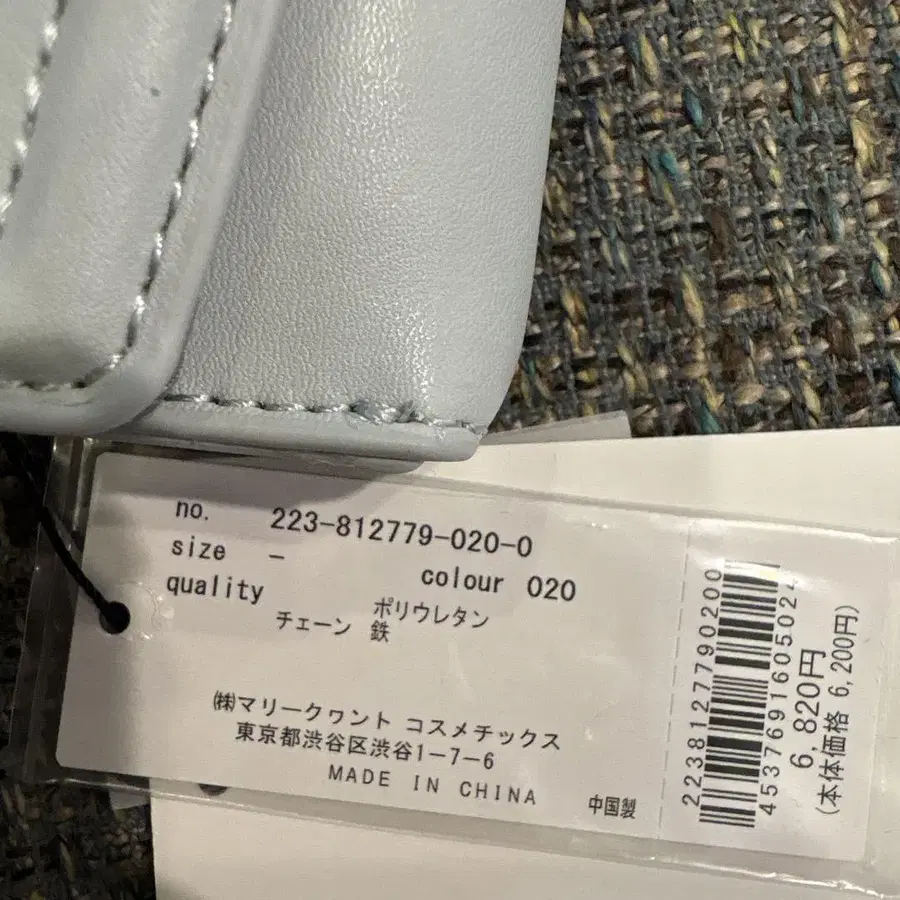 no. 223-812779-020-0
size -
colour 020
quality
ポリウレタン
チェーン 鉄
㈱マリークヮント コスメチックス
東京都渋谷区渋谷1-7-6
MADE IN CHINA
中国製
2238127790200
453769160502
6,820円
(本体価格 6,200円)